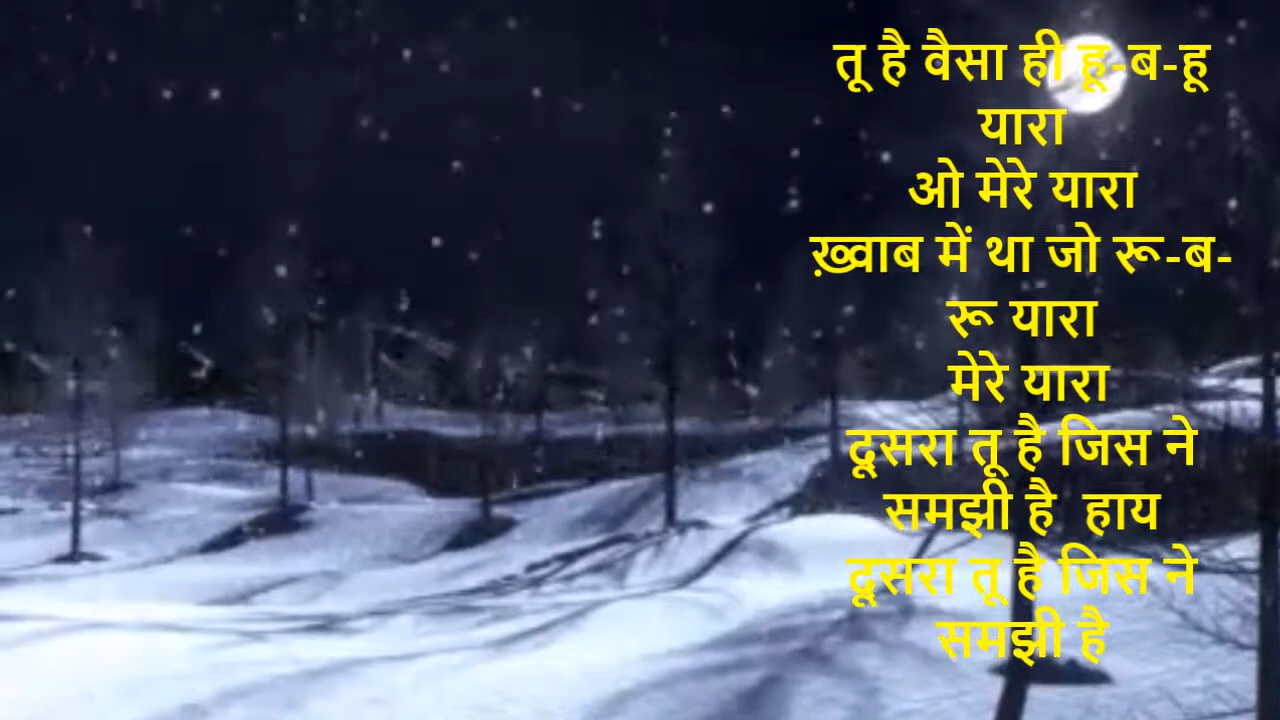 तू है वैसा ही हू-ब-हू
यारा
ओ मेरे यारा
ख़्वाब में था जो रू-ब-
रू यारा
मेरे यारा
दूसरा तू है जिस ने
समझी है  हाय
दूसरा तू है जिस ने
समझी है